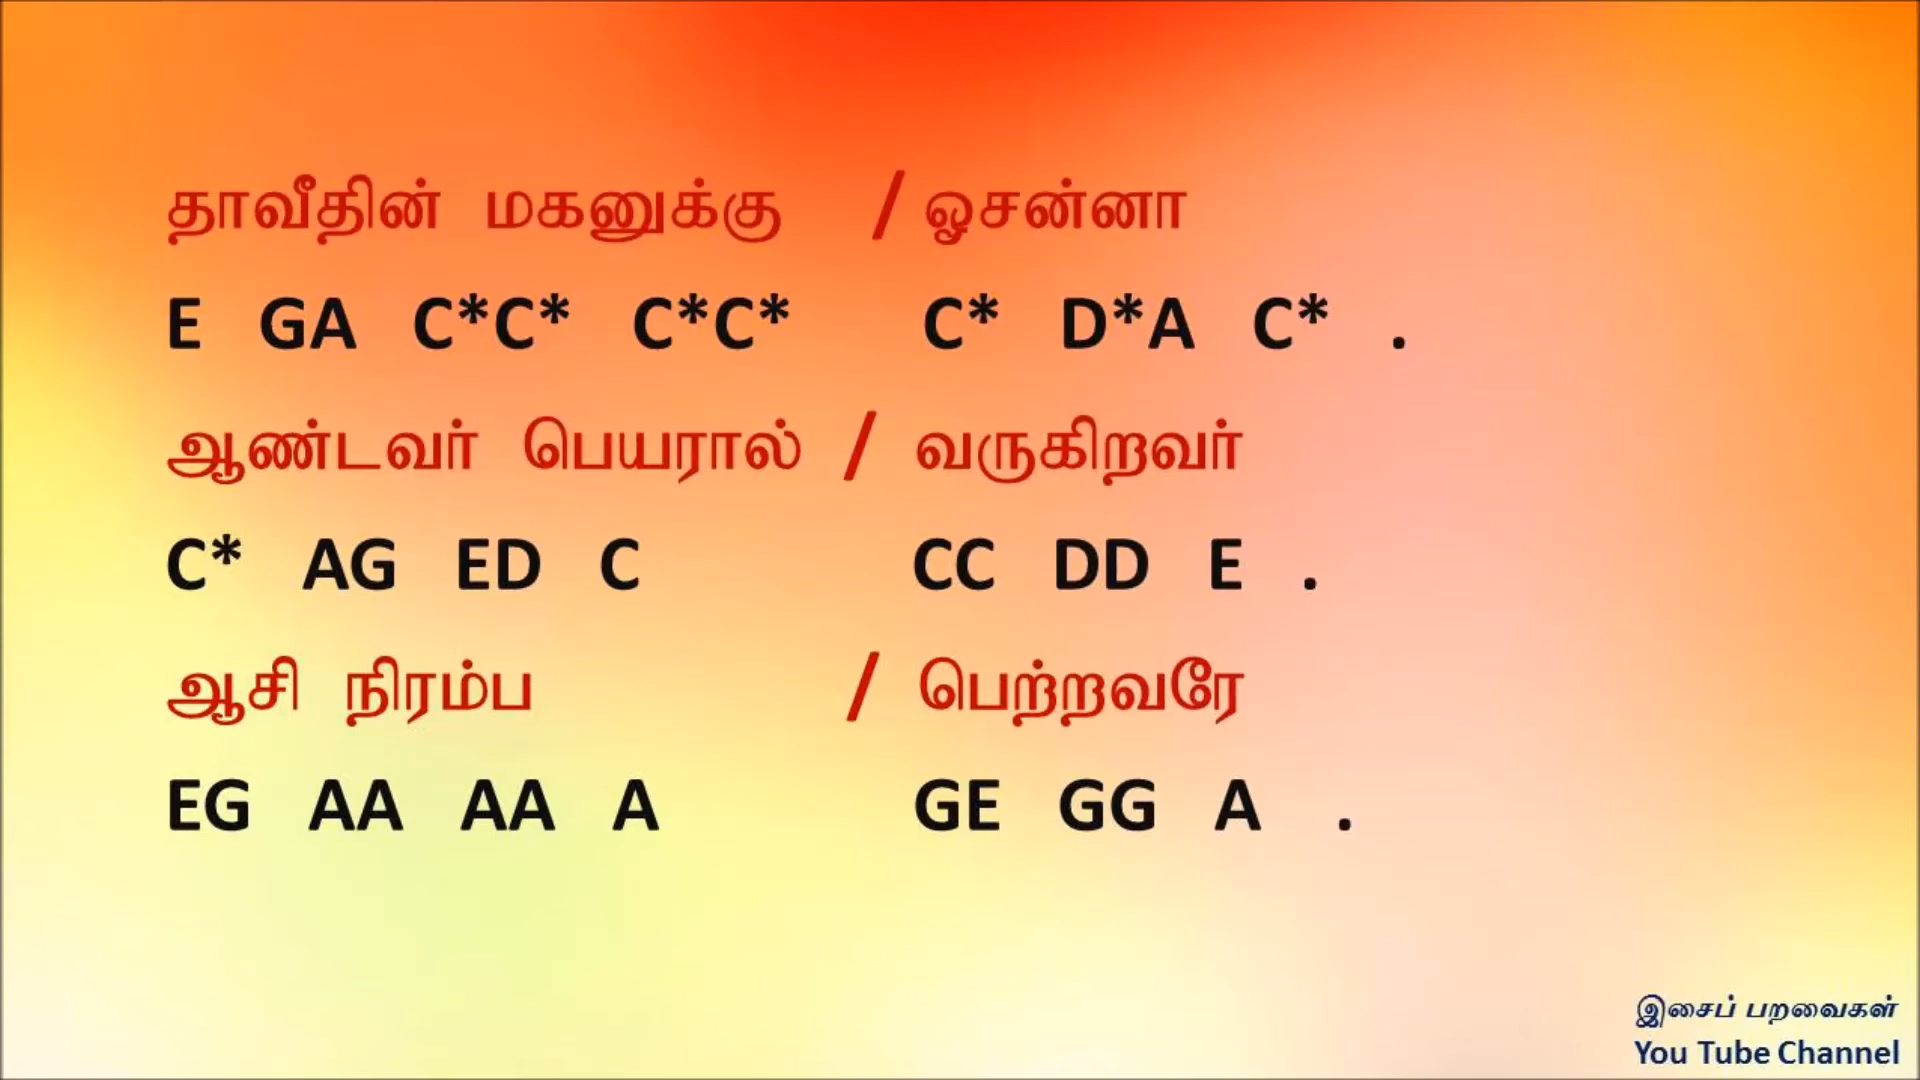 தாவீதின் மகனுக்கு / ஓசன்னா
E GA C*C* C*C* C* D*A C* .
ஆண்டவர் பெயரால் / வருகிறவர்
C* AG ED C CC DD E .
ஆசி நிரம்ப / பெற்றவரே
EG AA AA A GE GG A .
இசைப் பறவைகள்
You Tube Channel